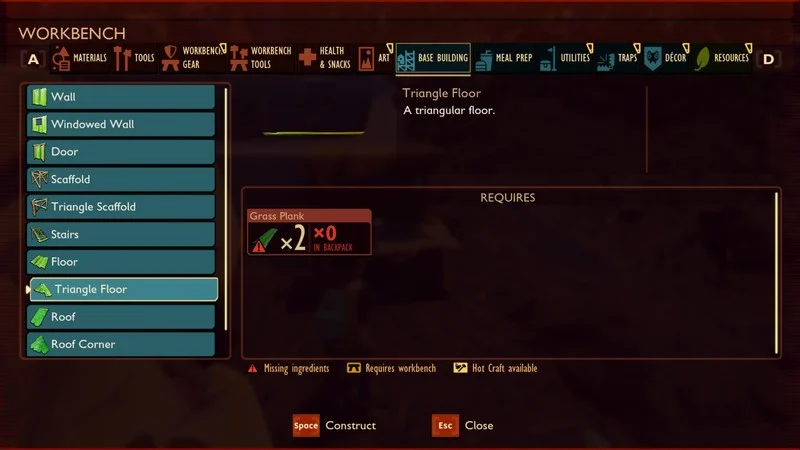 WORKBENCH
A
MATERIALS
TOOLS
WORKBENCH
GEAR
WORKBENCH
TOOLS
HEALTH
& SNACKS
ART
BASE BUILDING
MEAL PREP
UTILITIES
TRAPS
DÉCOR
RESOURCES
D
Wall
Windowed Wall
Door
Scaffold
Triangle Scaffold
Stairs
Floor
Triangle Floor
Roof
Roof Corner
Triangle Floor
A triangular floor.
REQUIRES
Grass Plank
×2
×0
IN BACKPACK
Missing ingredients
Requires workbench
Hot Craft available
Space Construct
Esc Close